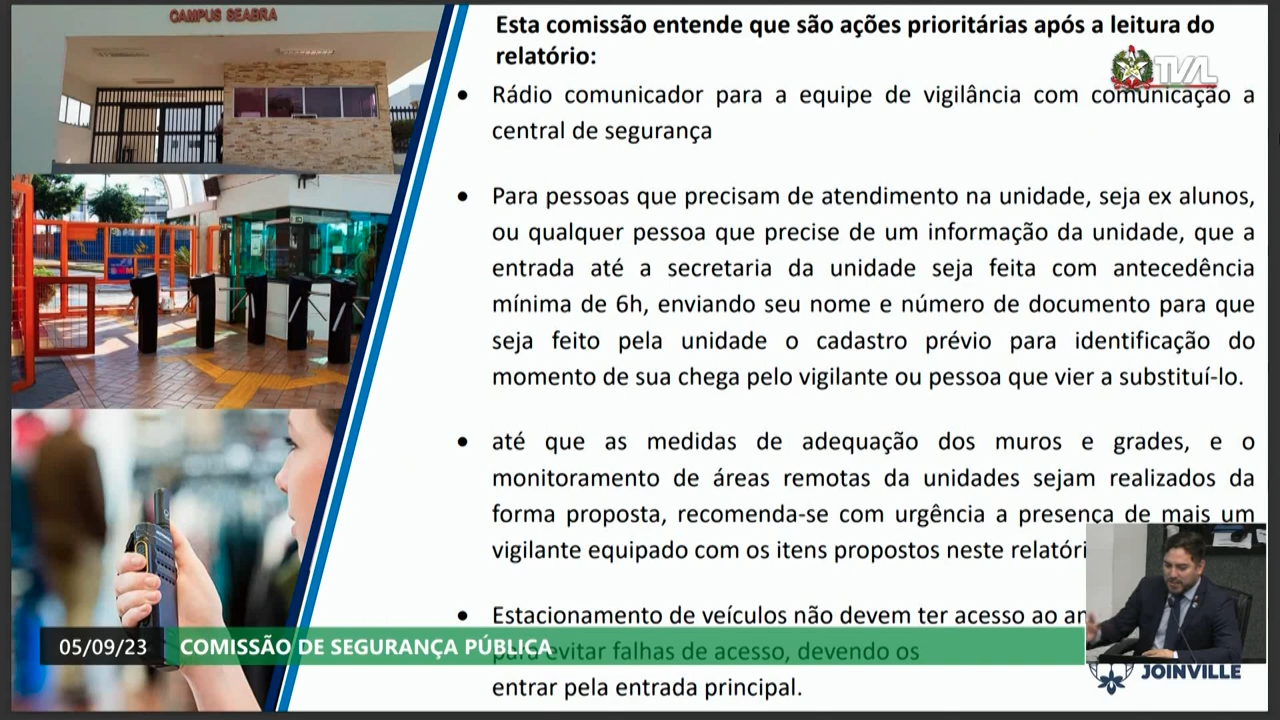 CAMPUS SEABRA
Esta comissão entende que são ações prioritárias após a leitura do
relatório:
TVAL
• Rádio comunicador para a equipe de vigilância com comunicação a
central de segurança
• Para pessoas que precisam de atendimento na unidade, seja ex alunos,
ou qualquer pessoa que precise de um informação da unidade, que a
entrada até a secretaria da unidade seja feita com antecedência
mínima de 6h, enviando seu nome e número de documento para que
seja feito pela unidade o cadastro prévio para identificação do
momento de sua chega pelo vigilante ou pessoa que vier a substituí-lo.
• até que as medidas de adequação dos muros e grades, e o
monitoramento de áreas remotas da unidades sejam realizados da
forma proposta, recomenda-se com urgência a presença de mais um
vigilante equipado com os itens propostos neste relatóri
• Estacionamento de veículos não devem ter acesso ao
para evitar falhas de acesso, devendo os
entrar pela entrada principal.
05/09/23 COMISSÃO DE SEGURANÇA PÚBLICA
JOINVILLE